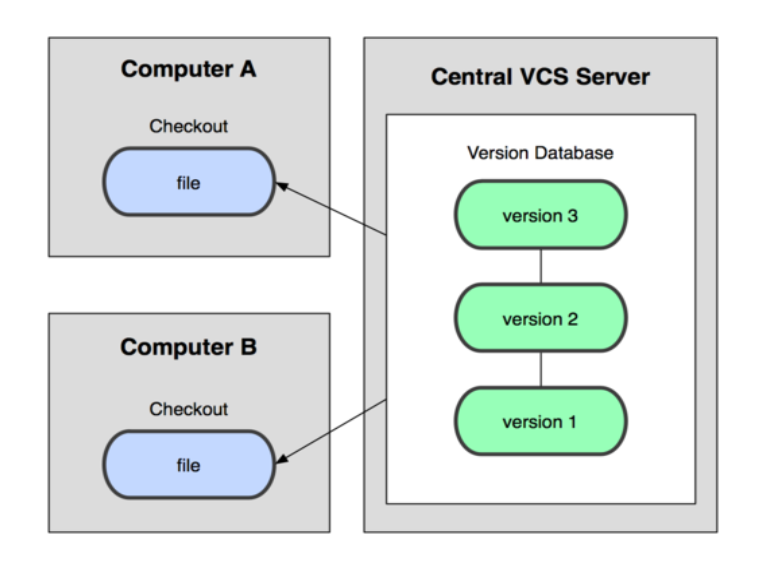 Computer A
Checkout
file
Computer B
Checkout
file
Central VCS Server
Version Database
version 3
version 2
version 1